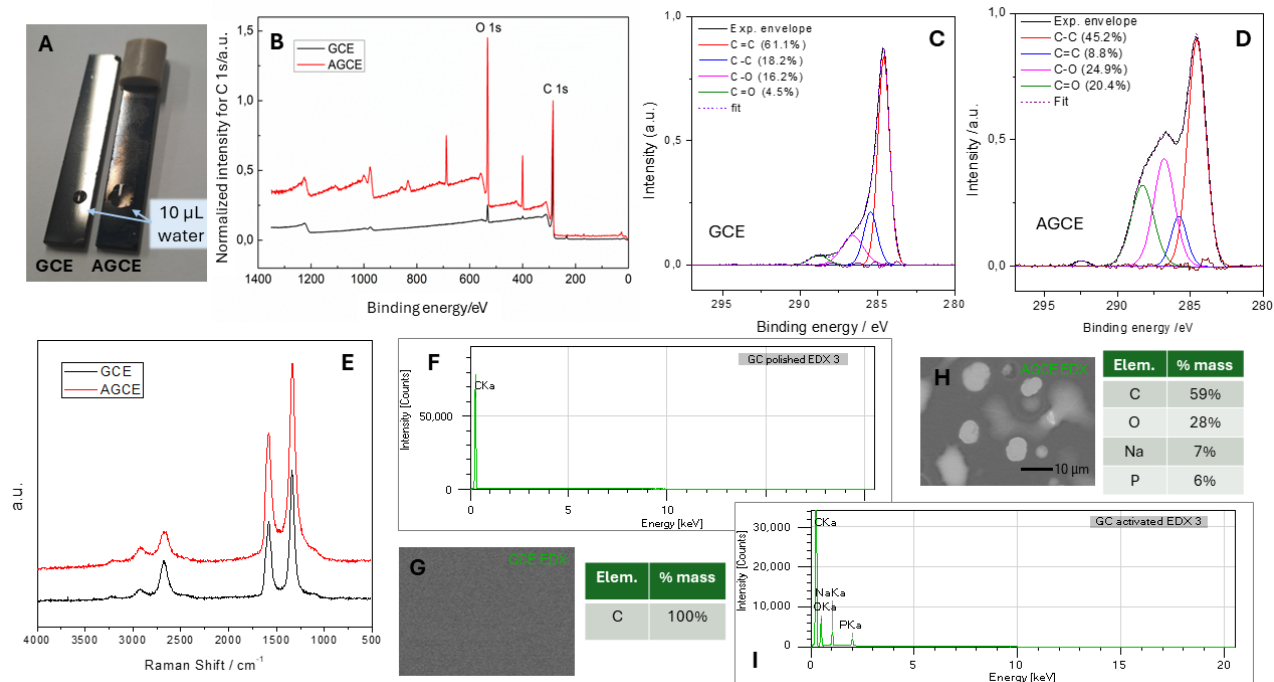 A
GCE
AGCE
10 µL
water
B
GCE
AGCE
O 1s
C 1s
Normalized intensity for C 1s/a.u.
1,5
1,0
0,5
0,0
1400 1200 1000 800 600 400 200 0
Binding energy/eV
C
Exp. envelope
C=C (61.1%)
C-C (18.2%)
C-O (16.2%)
C=O (4.5%)
fit
GCE
Intensity (a.u.)
1,0
0,5
0,0
295 290 285 280
Binding energy / eV
D
Exp. envelope
C-C (45.2%)
C=C (8.8%)
C-O (24.9%)
C=O (20.4%)
Fit
AGCE
Intensity /a.u.
1,0
0,5
0,0
295 290 285 280
Binding energy /eV
E
GCE
AGCE
a.u.
4000 3500 3000 2500 2000 1500 1000 500
Raman Shift / cm-1
F
GC polished EDX 3
CKa
Intensity [Counts]
50,000
0
0 5 10
Energy [keV]
G
GCE EDX
Elem. % mass
C 100%
H
AGCE EDX
10 µm
Elem. % mass
C 59%
O 28%
Na 7%
P 6%
I
GC activated EDX 3
CKa
NaKa
OKa
PKa
Intensity [Counts]
30,000
20,000
10,000
0
0 5 10 15 20
Energy [keV]